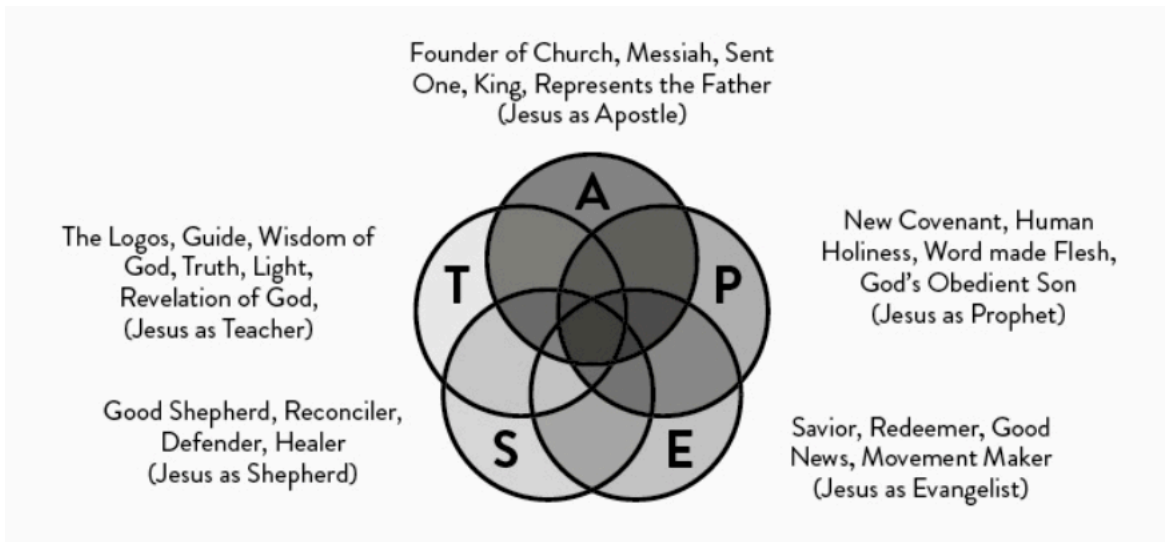 Founder of Church, Messiah, Sent
One, King, Represents the Father
(Jesus as Apostle)
A
The Logos, Guide, Wisdom of
God, Truth, Light,
Revelation of God,
(Jesus as Teacher)
T
P
New Covenant, Human
Holiness, Word made Flesh,
God's Obedient Son
(Jesus as Prophet)
Good Shepherd, Reconciler,
Defender, Healer
(Jesus as Shepherd)
S
E
Savior, Redeemer, Good
News, Movement Maker
(Jesus as Evangelist)